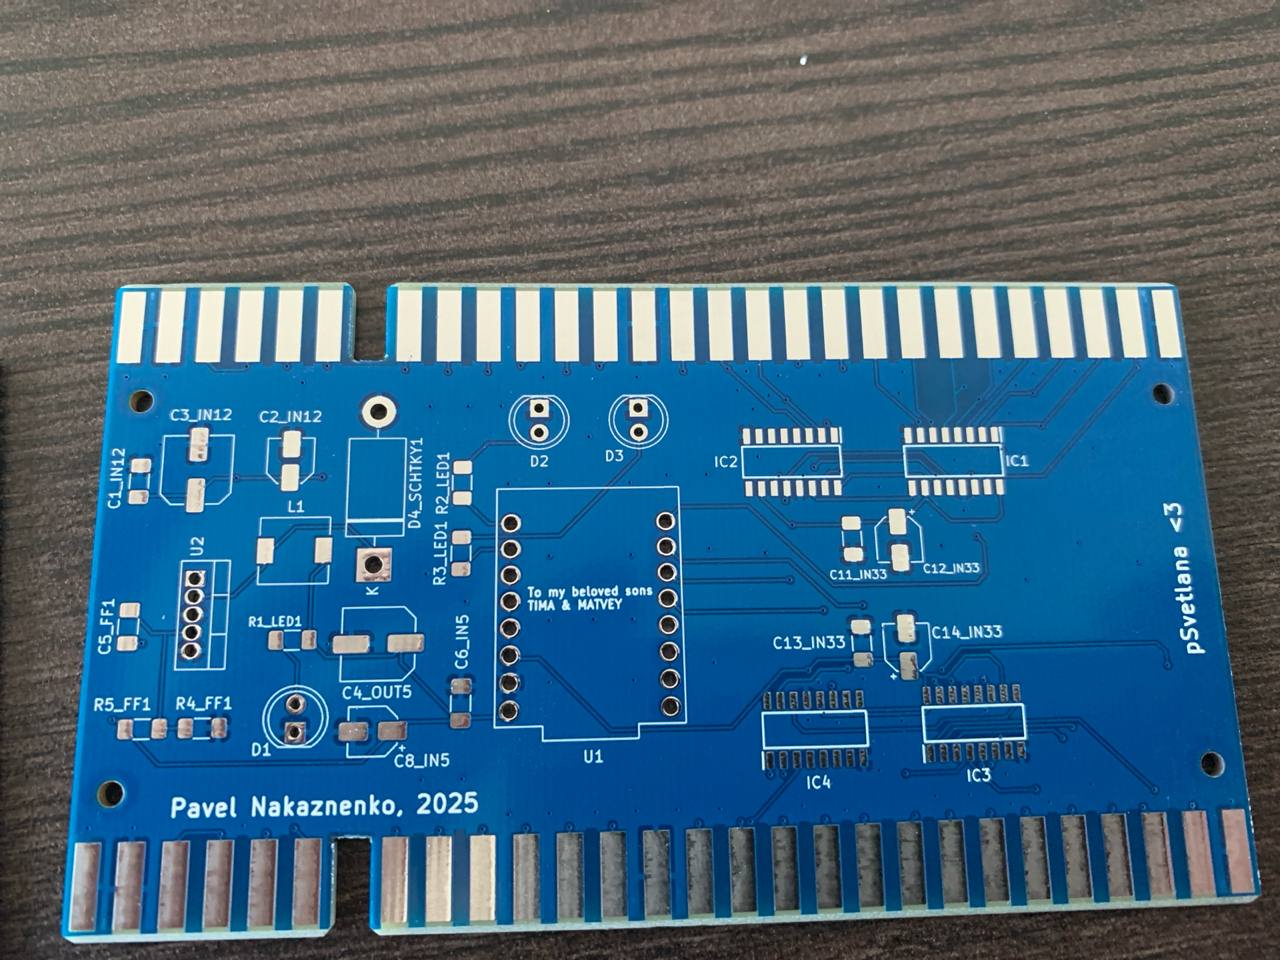 C3_IN12
C2_IN12
C1_IN12
D4_SCHTKY1
R2_LED1
D2
D3
IC2
IC1
L1
U2
R3_LED1
K
To my beloved sons
TIMA & MATVEY
C11_IN33
+
C12_IN33
pSvetlana <3
C5_FF1
R1_LED1
C6_IN5
C13_IN33
C14_IN33
+
C4_OUT5
R5_FF1
R4_FF1
D1
+
C8_IN5
U1
IC4
IC3
Pavel Nakaznenko, 2025